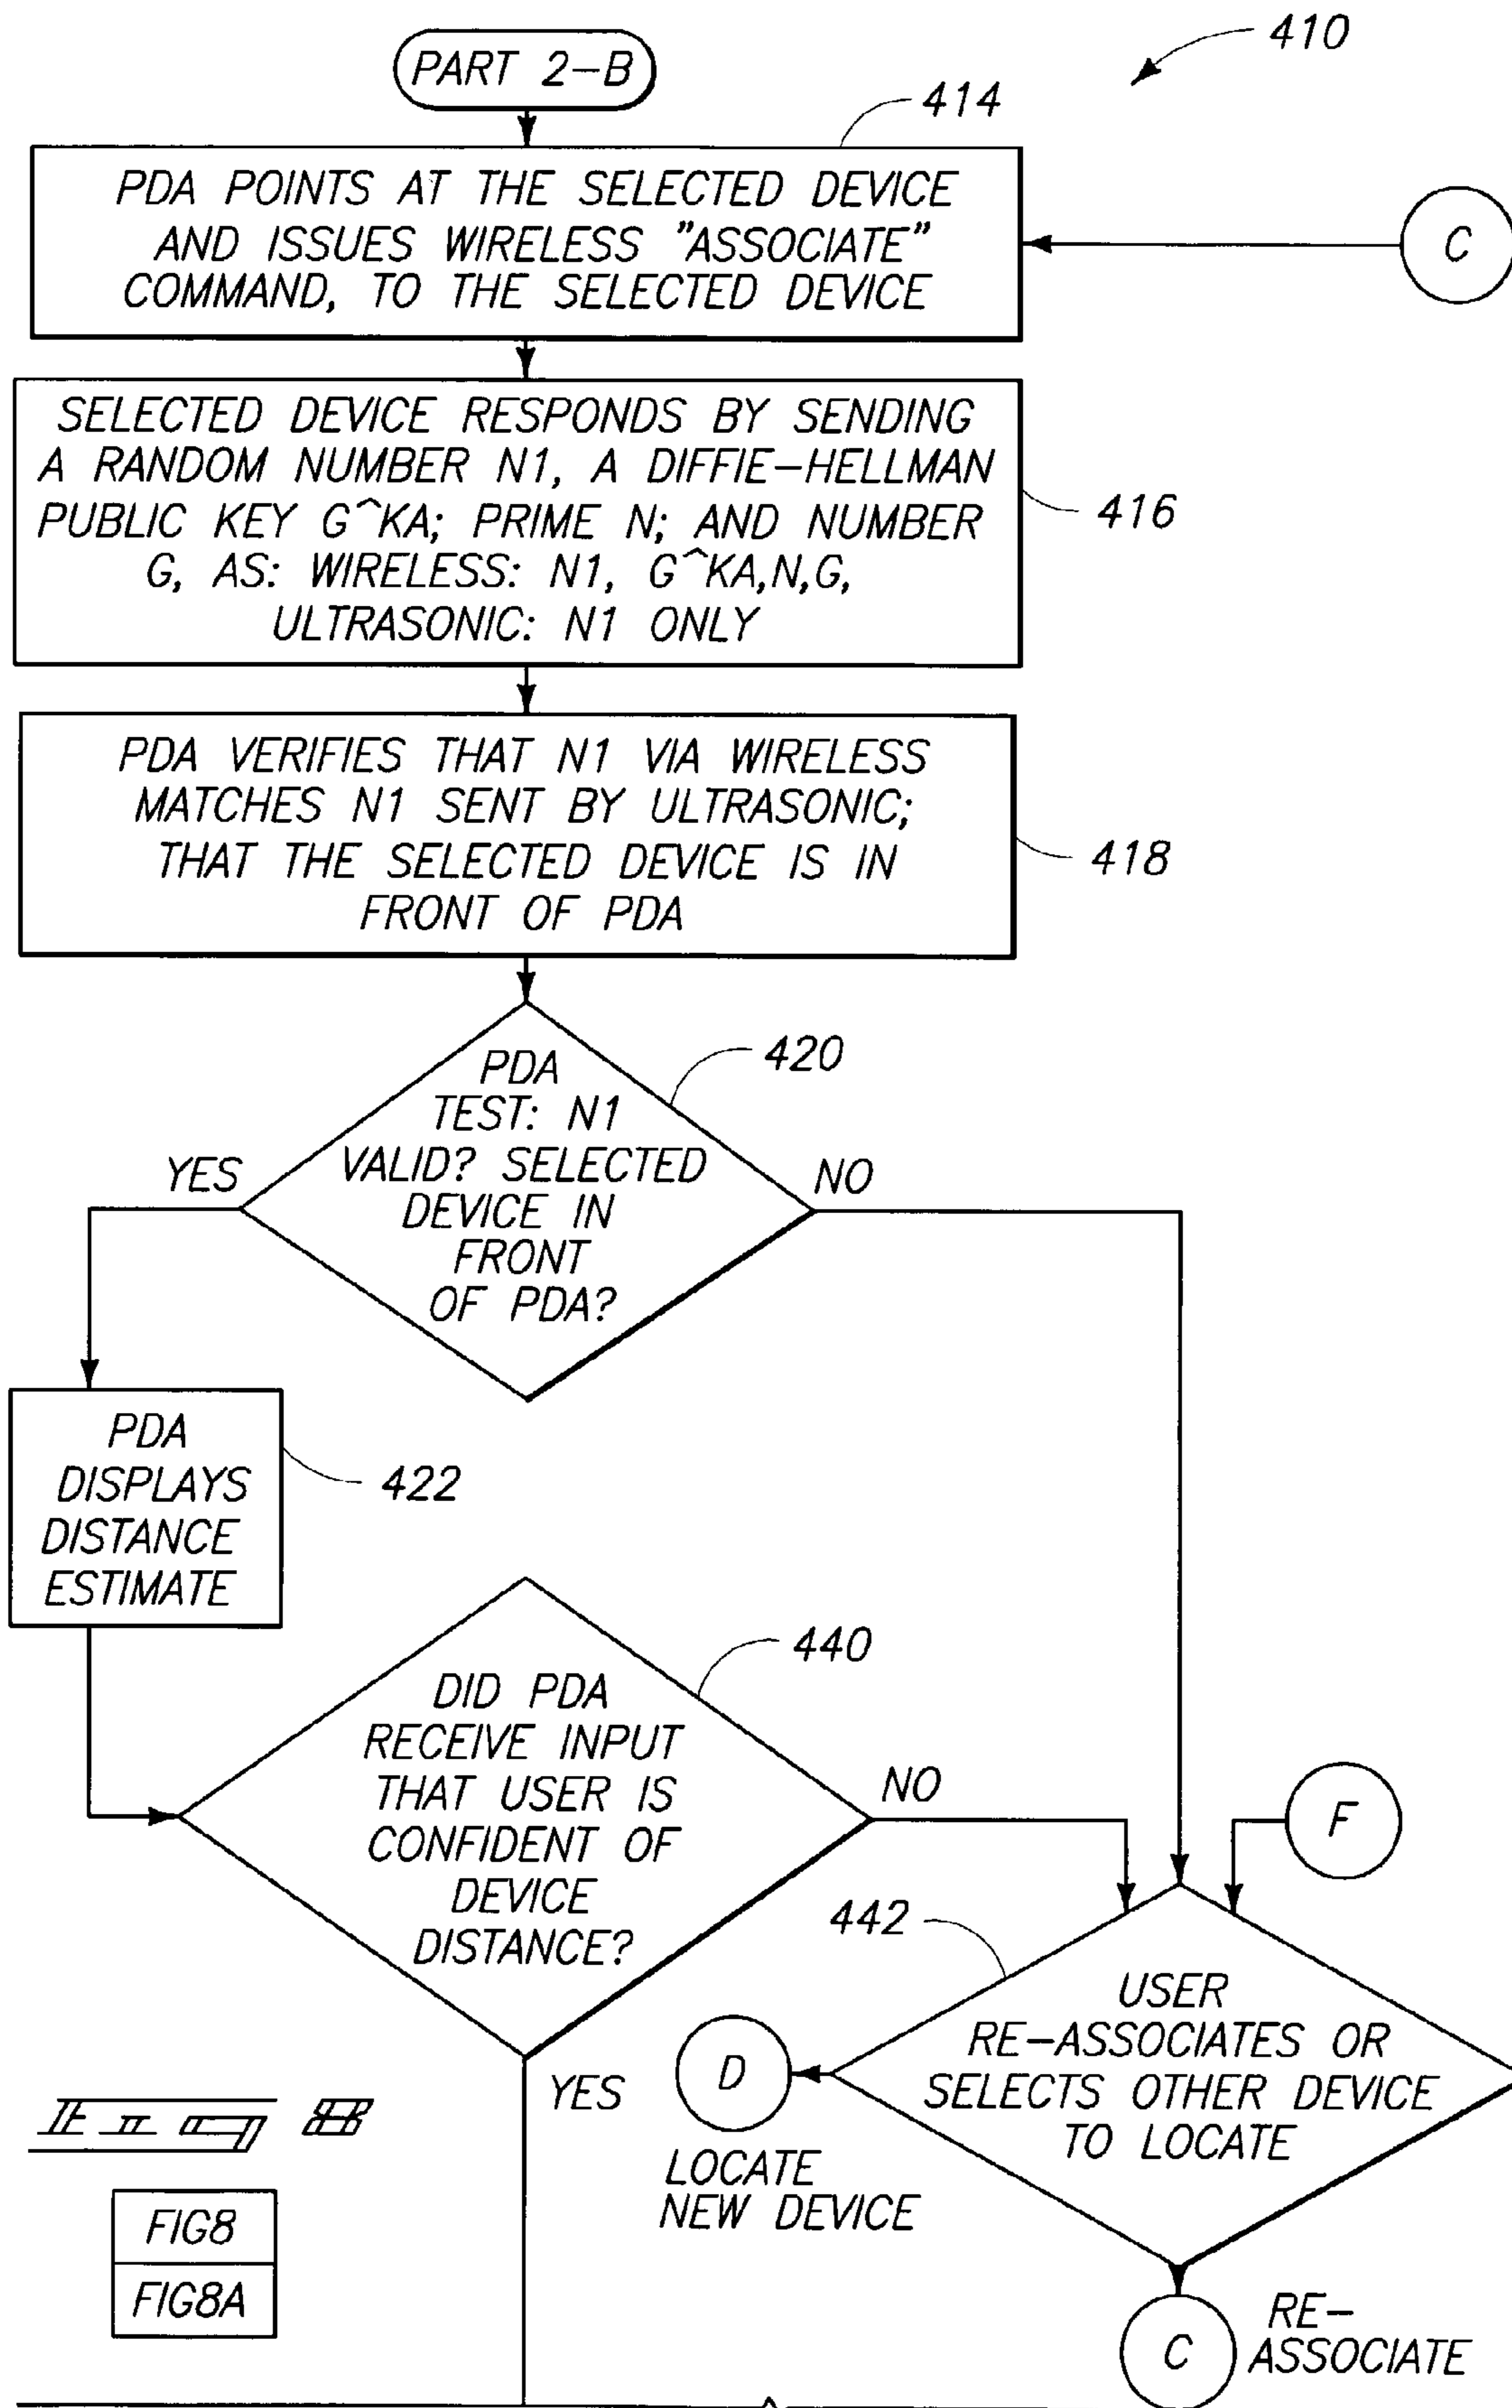 PART 2-B
410
414
PDA POINTS AT THE SELECTED DEVICE
AND ISSUES WIRELESS "ASSOCIATE"
COMMAND, TO THE SELECTED DEVICE
C
SELECTED DEVICE RESPONDS BY SENDING
A RANDOM NUMBER N1, A DIFFIE-HELLMAN
PUBLIC KEY G^KA; PRIME N; AND NUMBER
G, AS: WIRELESS: N1, G^KA,N,G,
ULTRASONIC: N1 ONLY
416
PDA VERIFIES THAT N1 VIA WIRELESS
MATCHES N1 SENT BY ULTRASONIC;
THAT THE SELECTED DEVICE IS IN
FRONT OF PDA
418
PDA
TEST: N1
VALID? SELECTED
DEVICE IN
FRONT
OF PDA?
420
YES
NO
PDA
DISPLAYS
DISTANCE
ESTIMATE
422
DID PDA
RECEIVE INPUT
THAT USER IS
CONFIDENT OF
DEVICE
DISTANCE?
440
NO
YES
F
442
USER
RE-ASSOCIATES OR
SELECTS OTHER DEVICE
TO LOCATE
D
LOCATE
NEW DEVICE
C
RE-
ASSOCIATE
Fig 8
FIG8
FIG8A